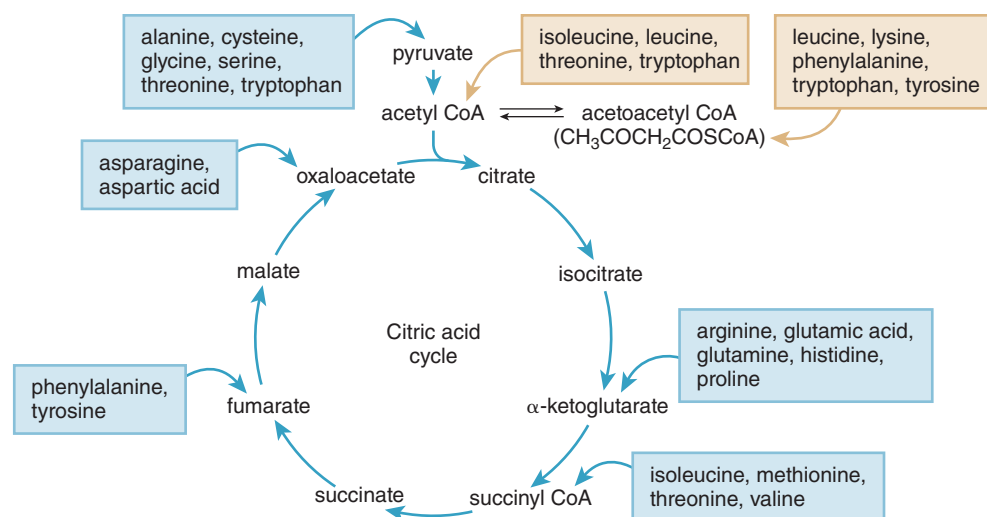 alanine, cysteine,
glycine, serine,
threonine, tryptophan
pyruvate
isoleucine, leucine,
threonine, tryptophan
leucine, lysine,
phenylalanine,
tryptophan, tyrosine
acetyl CoA
acetoacetyl CoA
(CH₃COCH₂COSCoA)
asparagine,
aspartic acid
oxaloacetate
citrate
malate
isocitrate
Citric acid
cycle
arginine, glutamic acid,
glutamine, histidine,
proline
phenylalanine,
tyrosine
fumarate
α-ketoglutarate
isoleucine, methionine,
threonine, valine
succinate
succinyl CoA